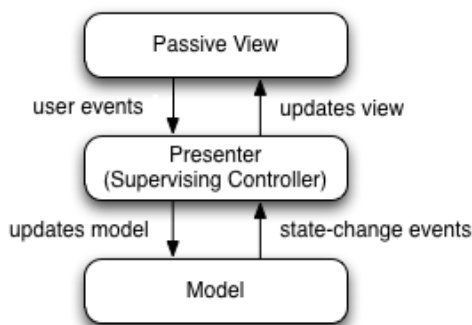 Passive View
user events
updates view
Presenter
(Supervising Controller)
updates model
state-change events
Model